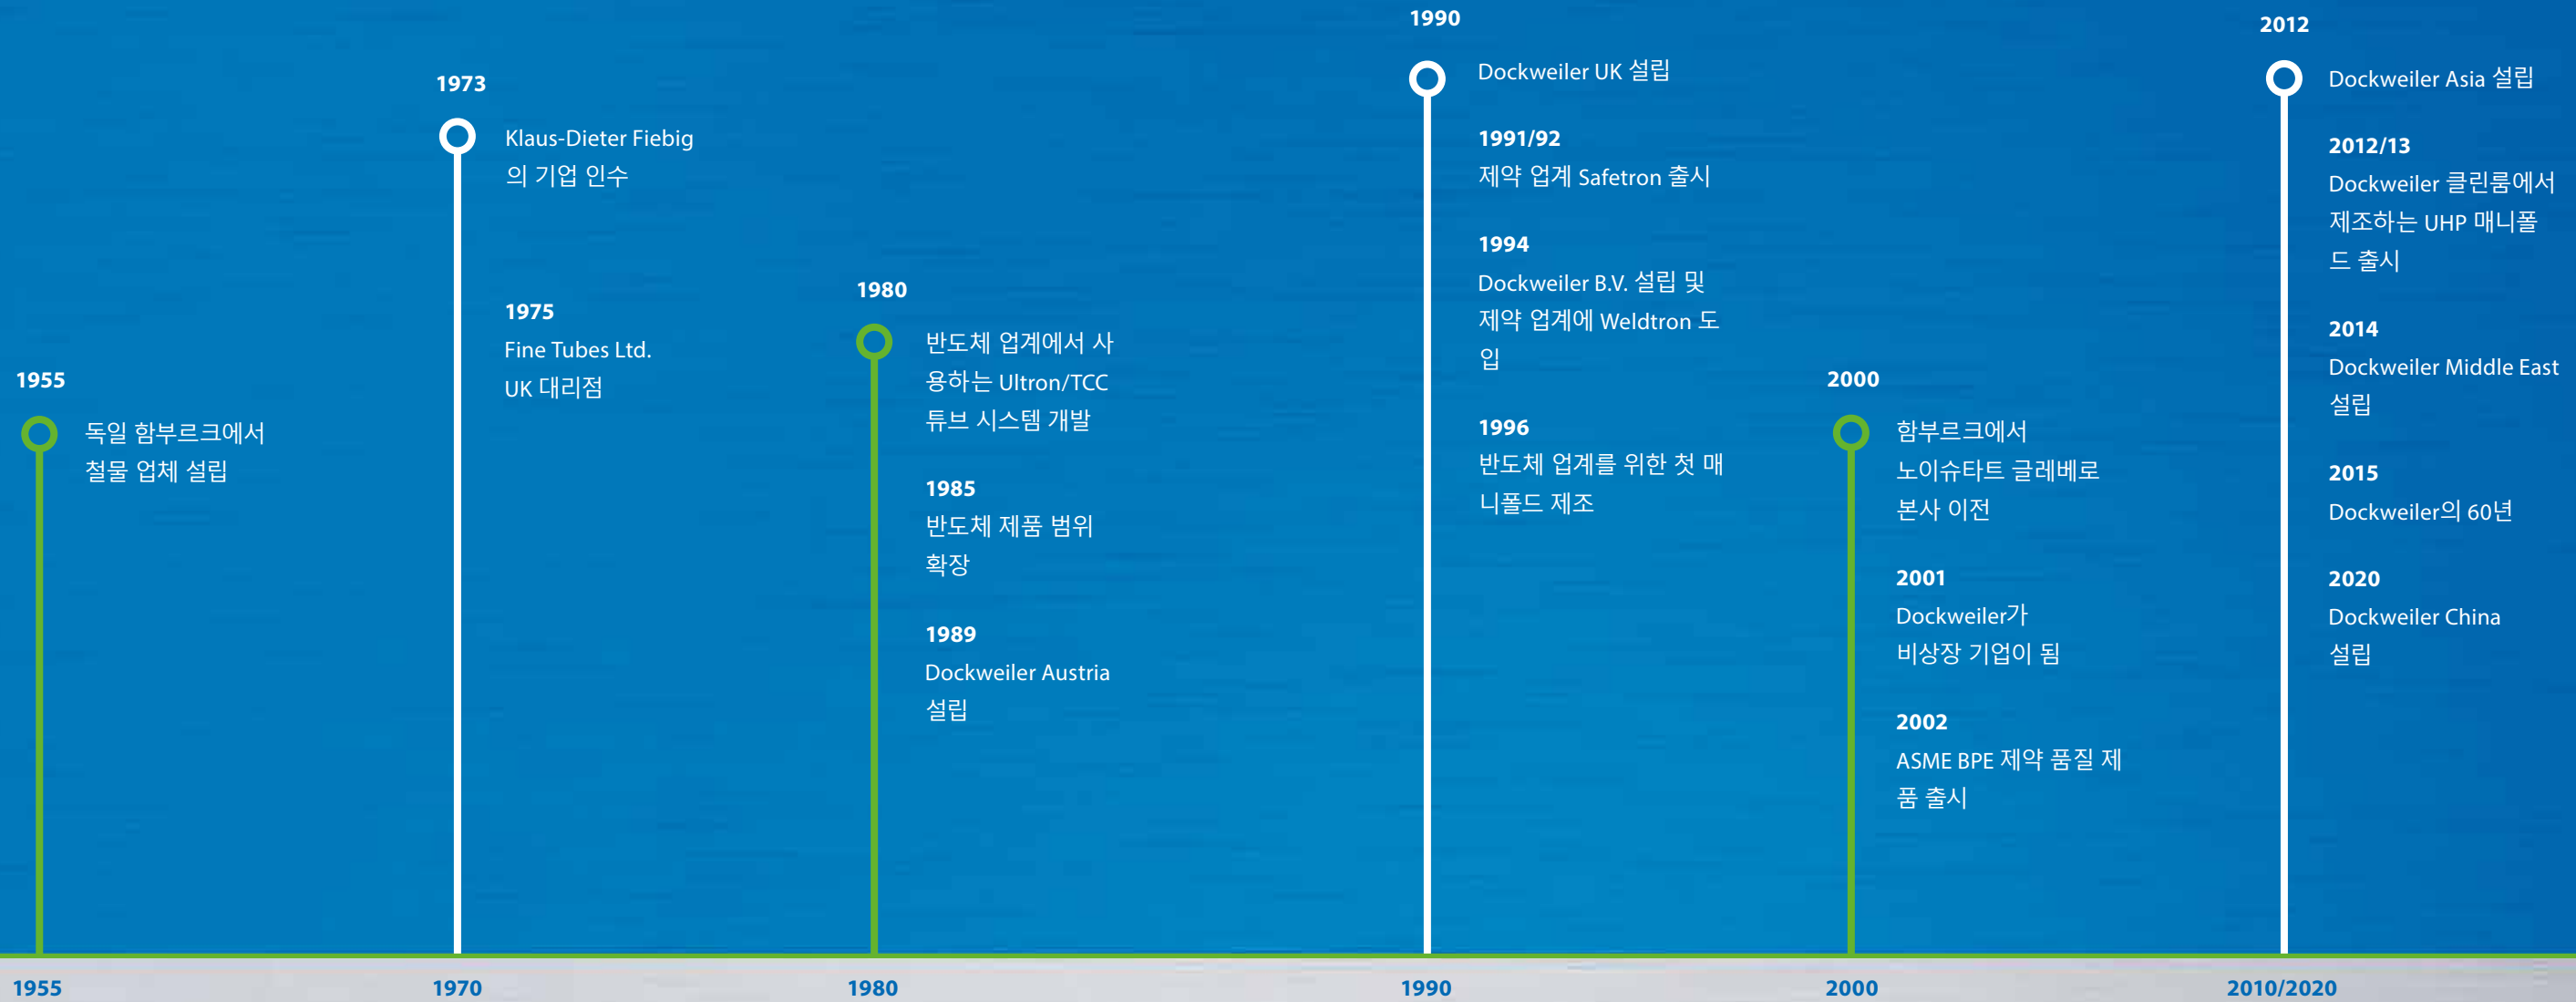 1955
독일 함부르크에서
철물 업체 설립
1973
Klaus-Dieter Fiebig
의 기업 인수
1975
Fine Tubes Ltd.
UK 대리점
1980
반도체 업계에서 사
용하는 Ultron/TCC
튜브 시스템 개발
1985
반도체 제품 범위
확장
1989
Dockweiler Austria
설립
1990
Dockweiler UK 설립
1991/92
제약 업계 Safetron 출시
1994
Dockweiler B.V. 설립 및
제약 업계에 Weldtron 도
입
1996
반도체 업계를 위한 첫 매
니폴드 제조
2000
함부르크에서
노이슈타트 글레베로
본사 이전
2001
Dockweiler가
비상장 기업이 됨
2002
ASME BPE 제약 품질 제
품 출시
2012
Dockweiler Asia 설립
2012/13
Dockweiler 클린룸에서
제조하는 UHP 매니폴
드 출시
2014
Dockweiler Middle East
설립
2015
Dockweiler의 60년
2020
Dockweiler China
설립
1955
1970
1980
1990
2000
2010/2020